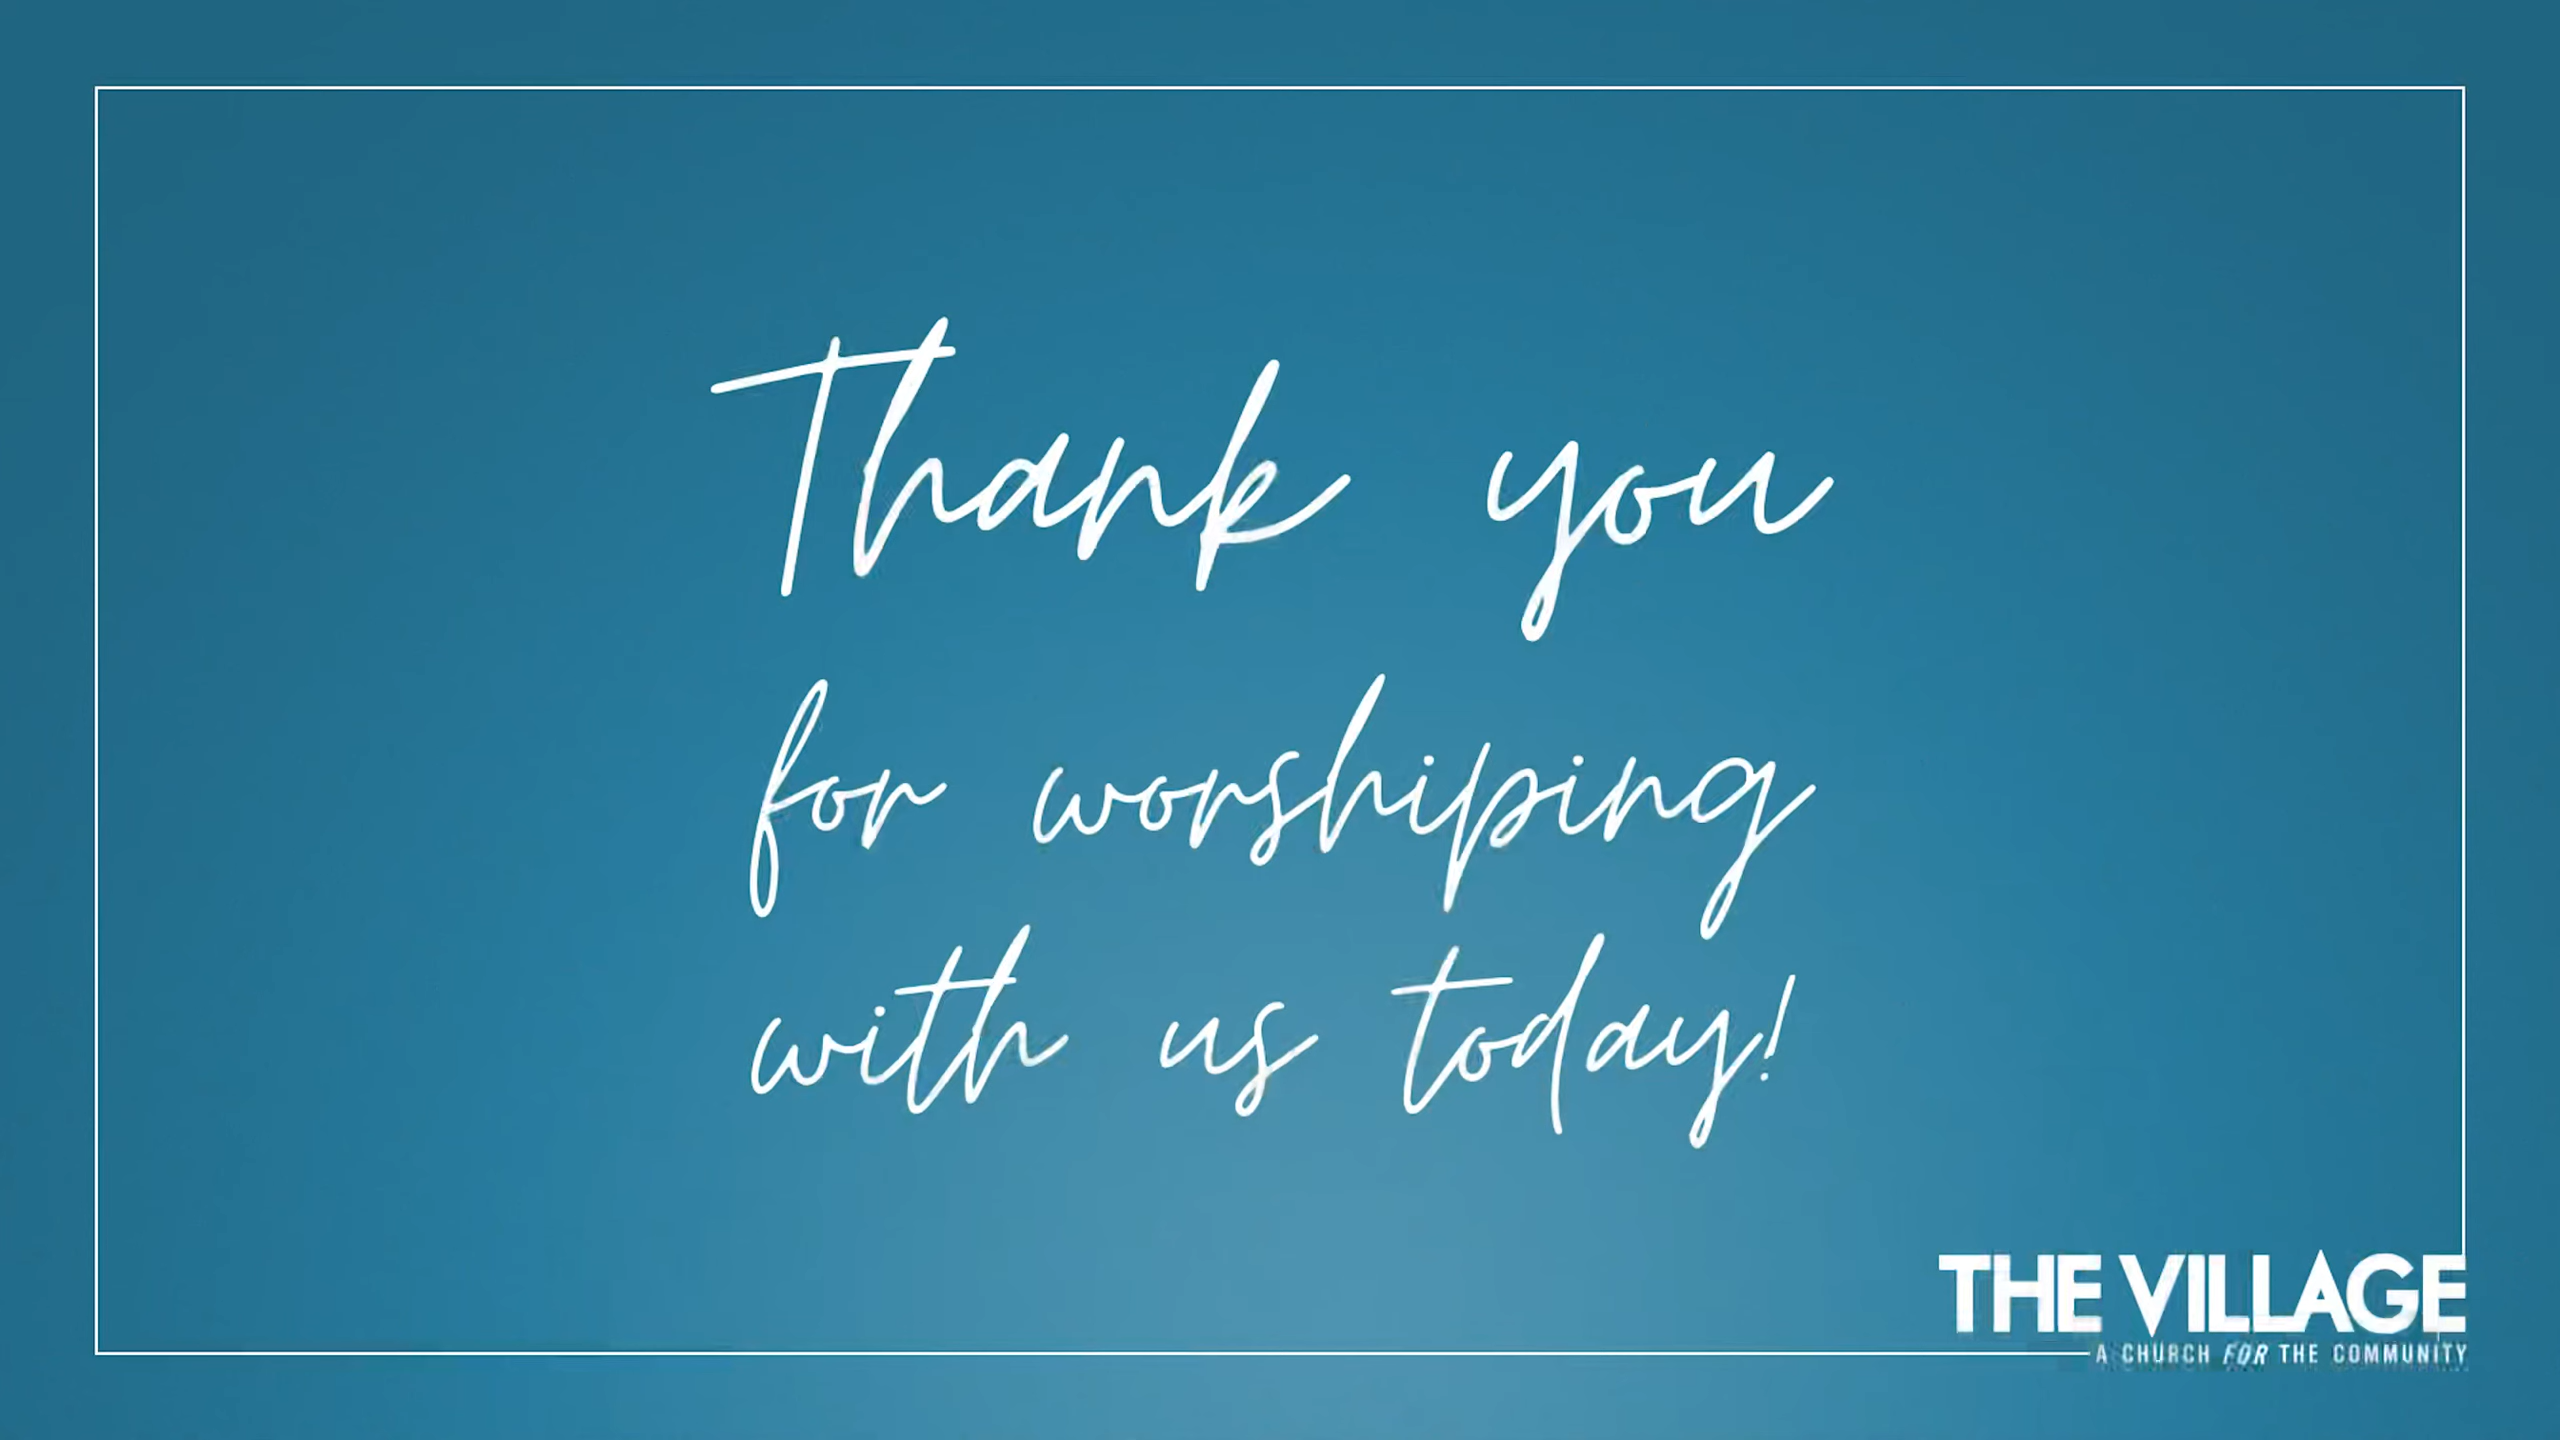 Thank you
for worshiping
with us today!
THE VILLAGE
A CHURCH FOR THE COMMUNITY